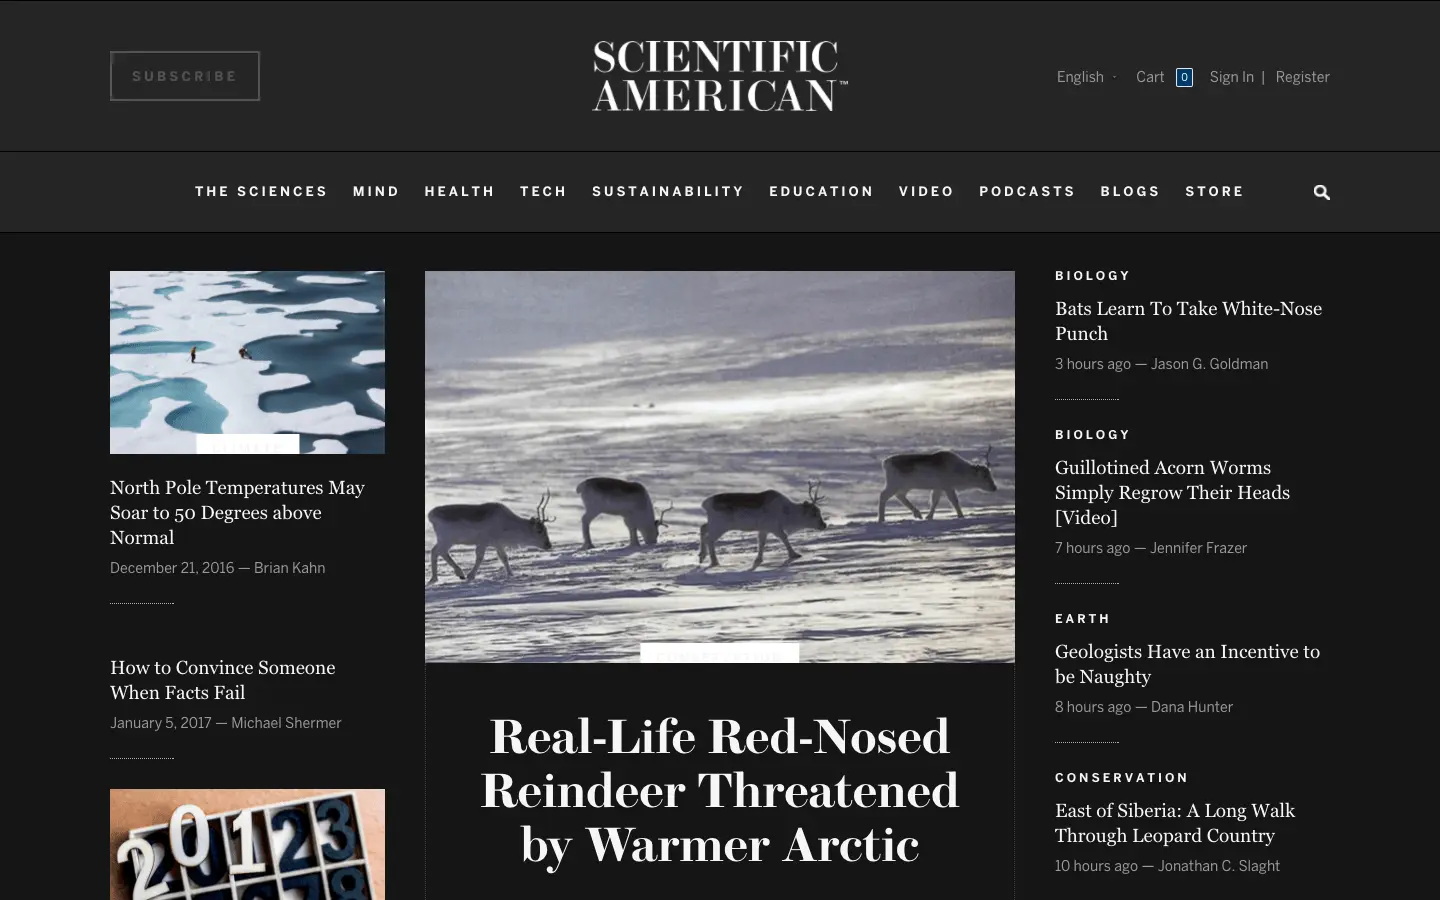 SUBSCRIBE
SCIENTIFIC
AMERICAN™
English
Cart 0 Sign In | Register
THE SCIENCES MIND HEALTH TECH SUSTAINABILITY EDUCATION VIDEO PODCASTS BLOGS STORE
North Pole Temperatures May
Soar to 50 Degrees above
Normal
December 21, 2016 — Brian Kahn
How to Convince Someone
When Facts Fail
January 5, 2017 — Michael Shermer
2 0 1 2 3
Real-Life Red-Nosed
Reindeer Threatened
by Warmer Arctic
BIOLOGY
Bats Learn To Take White-Nose
Punch
3 hours ago — Jason G. Goldman
BIOLOGY
Guillotined Acorn Worms
Simply Regrow Their Heads
[Video]
7 hours ago — Jennifer Frazer
EARTH
Geologists Have an Incentive to
be Naughty
8 hours ago — Dana Hunter
CONSERVATION
East of Siberia: A Long Walk
Through Leopard Country
10 hours ago — Jonathan C. Slaght